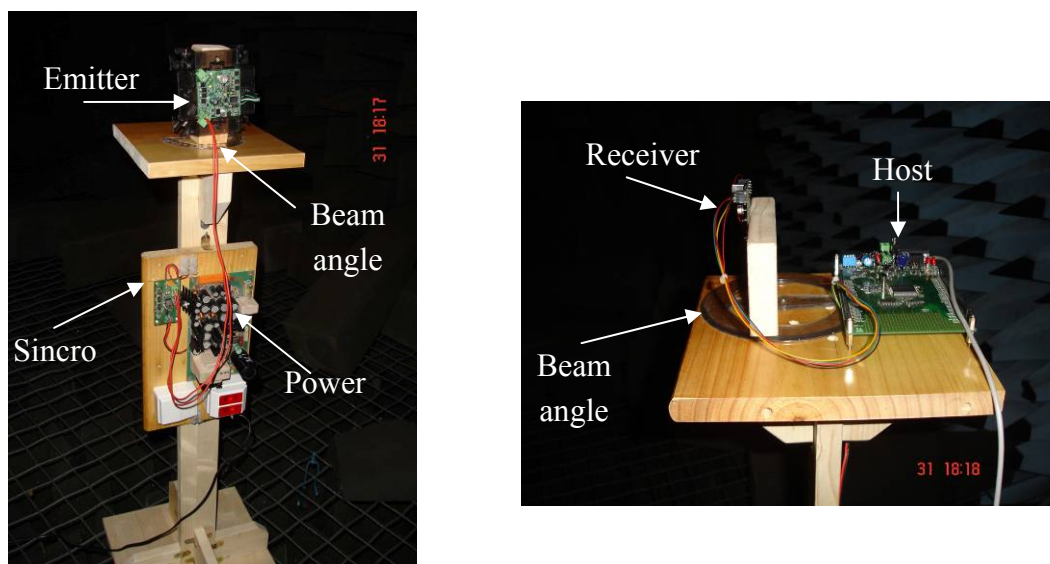 Emitter
31 18:17
Beam
angle
Sincro
Power
Receiver
Host
Beam
angle
31 18:18